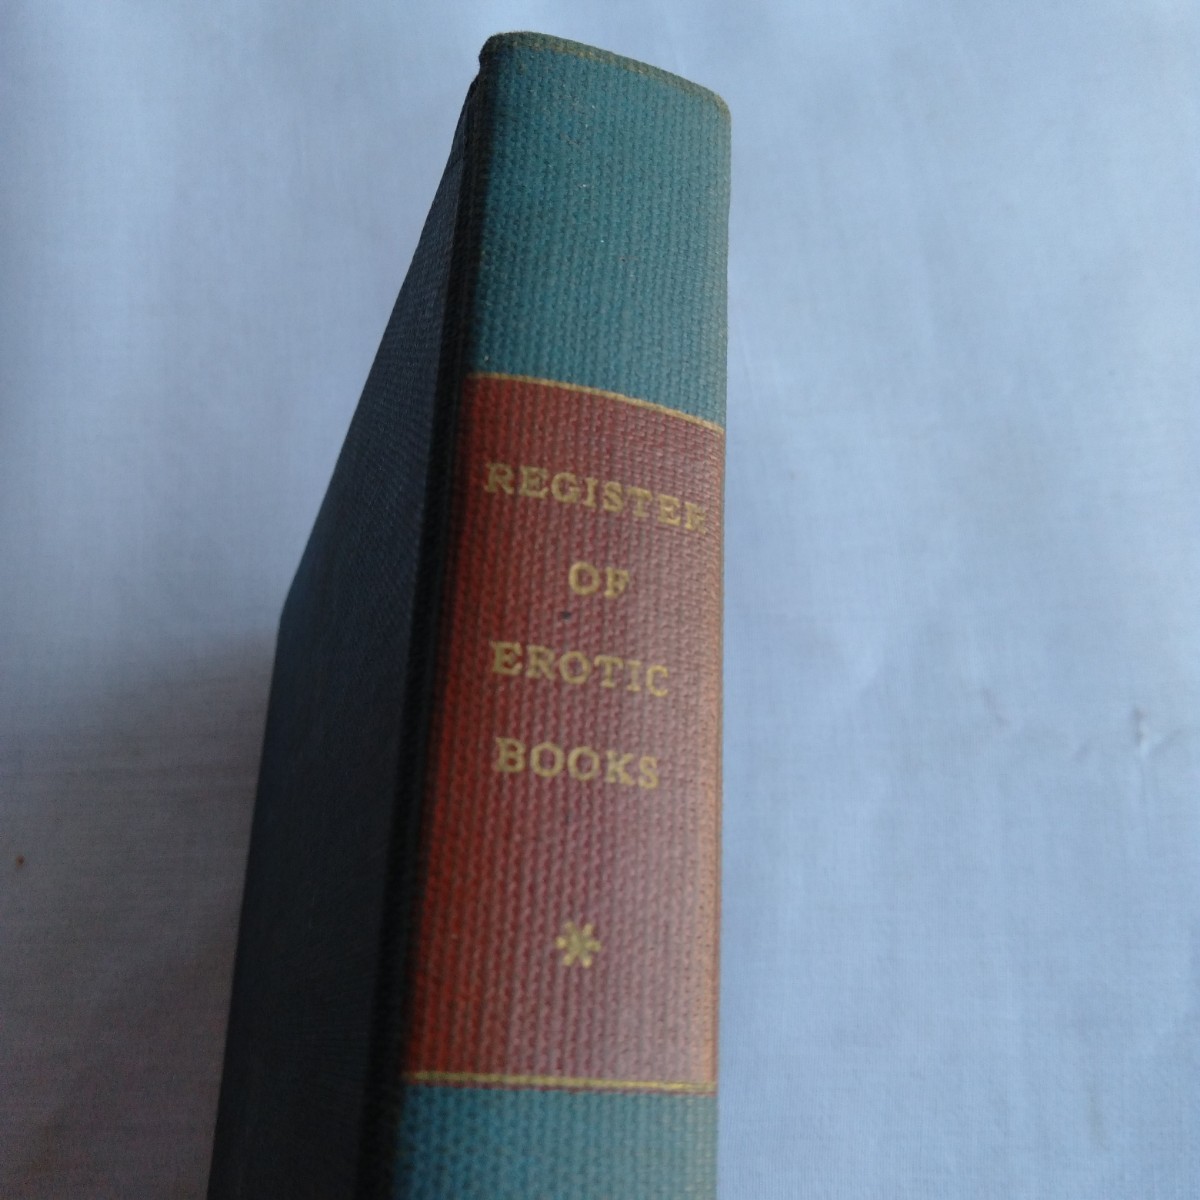 REGISTER
OF
EROTIC
BOOKS
*